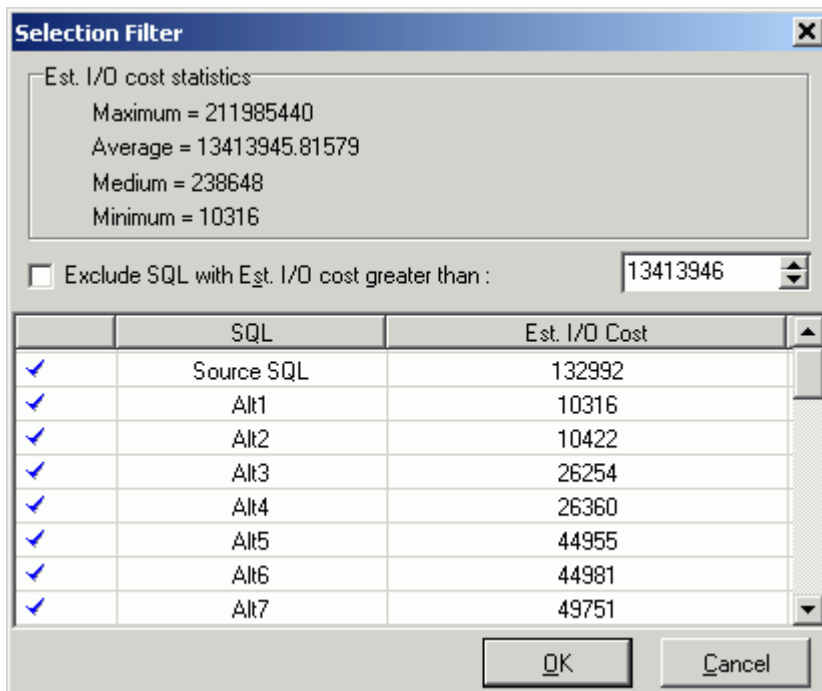 Selection Filter
Est. I/O cost statistics
Maximum = 211985440
Average = 13413945.81579
Medium = 238648
Minimum = 10316
Exclude SQL with Est. I/O cost greater than : 13413946
SQL Est. I/O Cost
Source SQL 132992
Alt1 10316
Alt2 10422
Alt3 26254
Alt4 26360
Alt5 44955
Alt6 44981
Alt7 49751
OK Cancel